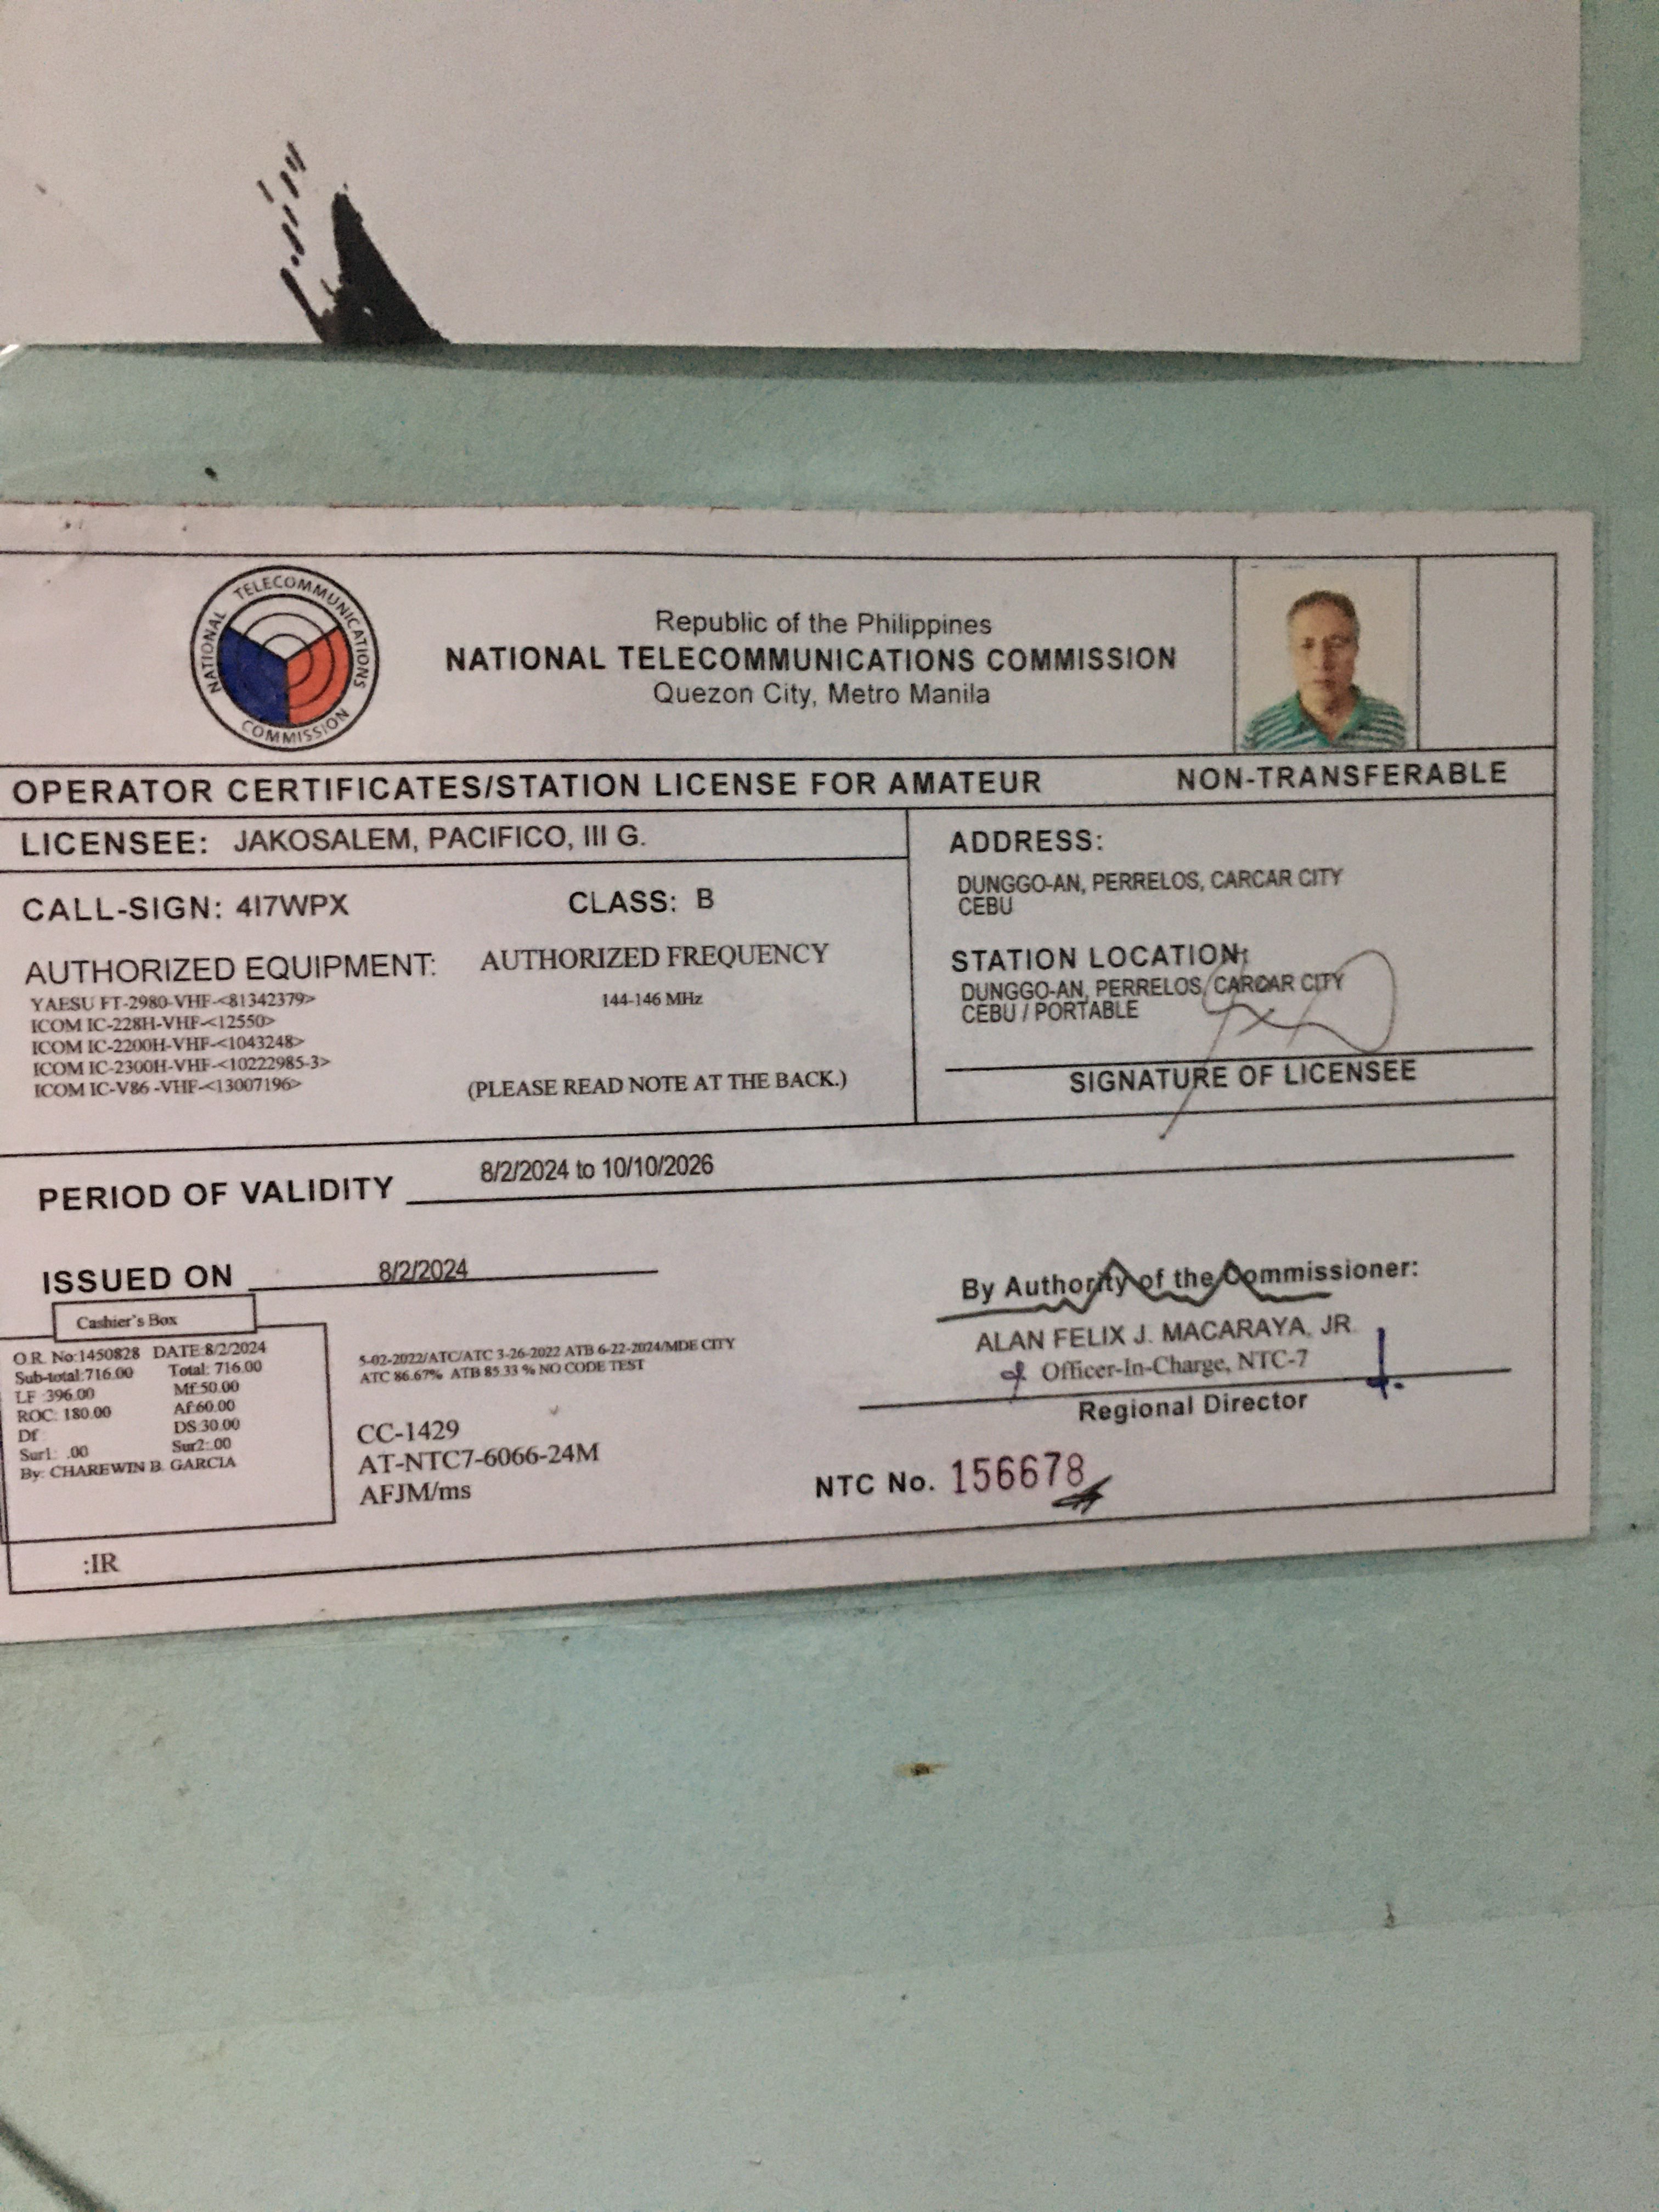 NATIONAL TELECOMMUNICATIONS COMMISSION
Republic of the Philippines
NATIONAL TELECOMMUNICATIONS COMMISSION
Quezon City, Metro Manila
OPERATOR CERTIFICATES/STATION LICENSE FOR AMATEUR NON-TRANSFERABLE
LICENSEE: JAKOSALEM, PACIFICO, III G.
CALL-SIGN: 4I7WPX CLASS: B
AUTHORIZED EQUIPMENT: AUTHORIZED FREQUENCY
YAESU FT-2980-VHF-<81342379> 144-146 MHz
ICOM IC-228H-VHF-<12550>
ICOM IC-2200H-VHF-<1043248>
ICOM IC-2300H-VHF-<10222985-3>
ICOM IC-V86 -VHF-<13007196> (PLEASE READ NOTE AT THE BACK.)
ADDRESS:
DUNGGO-AN, PERRELOS, CARCAR CITY
CEBU
STATION LOCATION:
DUNGGO-AN, PERRELOS, CARCAR CITY
CEBU / PORTABLE
SIGNATURE OF LICENSEE
PERIOD OF VALIDITY 8/2/2024 to 10/10/2026
ISSUED ON 8/2/2024
Cashier's Box
O.R. No:1450828 DATE:8/2/2024
Sub-total:716.00 Total: 716.00
LF :396.00 Mf:50.00
ROC: 180.00 Af:60.00
Df DS:30.00
Sur1: .00 Sur2:.00
By: CHAREWIN B. GARCIA
:IR
5-02-2022/ATC/ATC 3-26-2022 ATB 6-22-2024/MDE CITY
ATC 86.67% ATB 85.33 % NO CODE TEST
CC-1429
AT-NTC7-6066-24M
AFJM/ms
By Authority of the Commissioner:
ALAN FELIX J. MACARAYA, JR.
Officer-In-Charge, NTC-7
Regional Director
NTC No. 156678